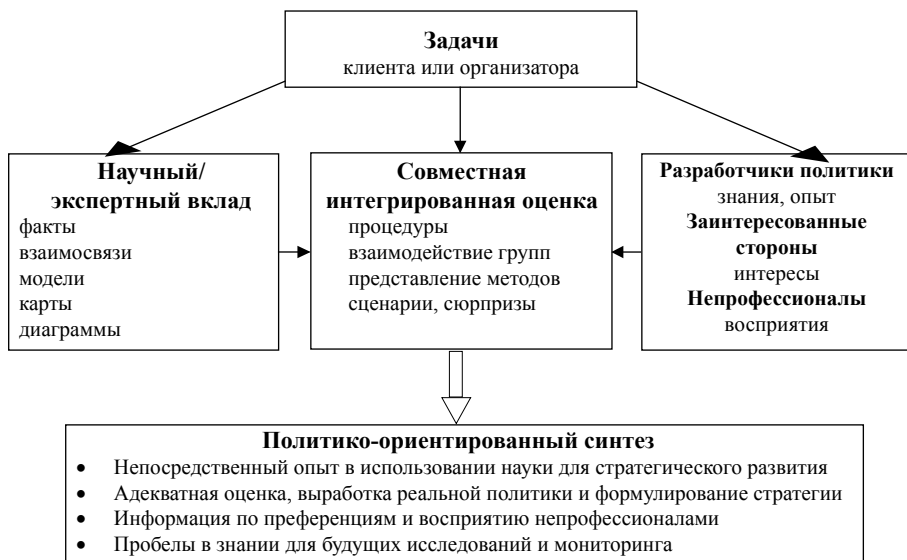 Задачи
клиента или организатора
Научный/
экспертный вклад
факты
взаимосвязи
модели
карты
диаграммы
Совместная
интегрированная оценка
процедуры
взаимодействие групп
представление методов
сценарии, сюрпризы
Разработчики политики
знания, опыт
Заинтересованные
стороны
интересы
Непрофессионалы
восприятия
Политико-ориентированный синтез
• Непосредственный опыт в использовании науки для стратегического развития
• Адекватная оценка, выработка реальной политики и формулирование стратегии
• Информация по преференциям и восприятию непрофессионалами
• Пробелы в знании для будущих исследований и мониторинга